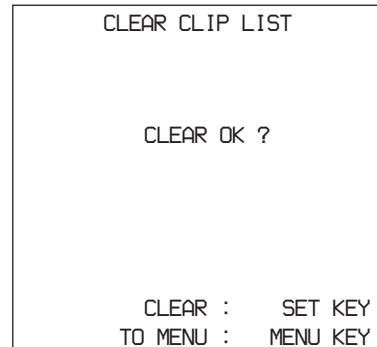 CLEAR CLIP LIST
CLEAR OK ?
CLEAR : SET KEY
TO MENU : MENU KEY